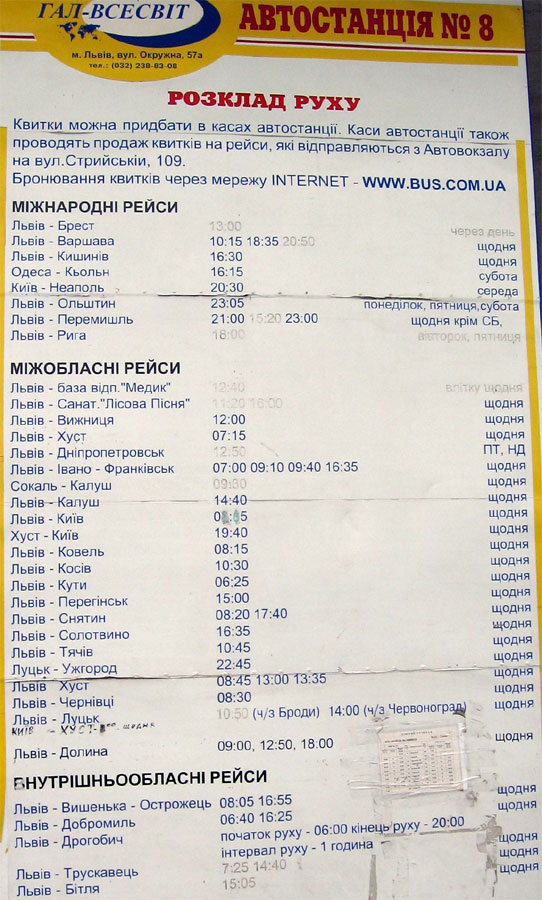 ГАЛ-ВСЕСВІТ
АВТОСТАНЦІЯ № 8
м. Львів, вул. Окружна, 57а
тел.: (032) 238-83-08
РОЗКЛАД РУХУ
Квитки можна придбати в касах автостанції. Каси автостанції також
проводять продаж квитків на рейси, які відправляються з Автовокзалу
на вул.Стрийській, 109.
Бронювання квитків через мережу INTERNET - WWW.BUS.COM.UA
МІЖНАРОДНІ РЕЙСИ
Львів - Брест 13:00 через день
Львів - Варшава 10:15 18:35 20:50 щодня
Львів - Кишинів 16:30 щодня
Одеса - Кьольн 16:15 субота
Київ - Неаполь 20:30 середа
Львів - Ольштин 23:05 понеділок, пятниця,субота
Львів - Перемишль 21:00 15:20 23:00 щодня крім СБ,
Львів - Рига 18:00 вівторок, пятниця
МІЖОБЛАСНІ РЕЙСИ
Львів - база відп."Медик" 12:40 влітку щодня
Львів - Санат."Лісова Пісня" 11:20 16:00 щодня
Львів - Вижниця 12:00 щодня
Львів - Хуст 07:15 щодня
Львів - Дніпропетровськ 12:50 ПТ, НД
Львів - Івано - Франківськ 07:00 09:10 09:40 16:35 щодня
Сокаль - Калуш 09:30 щодня
Львів - Калуш 14:40 щодня
Львів - Київ щодня
Хуст - Київ 19:40 щодня
Львів - Ковель 08:15 щодня
Львів - Косів 10:30 щодня
Львів - Кути 06:25 щодня
Львів - Перегінськ 15:00 щодня
Львів - Снятин 08:20 17:40 щодня
Львів - Солотвино 16:35 щодня
Львів - Тячів 10:45 щодня
Луцьк - Ужгород 22:45 щодня
Львів Хуст 08:45 13:00 13:35 щодня
Львів - Чернівці 08:30 щодня
Львів - Луцьк 10:50 (ч/з Броди) 14:00 (ч/з Червоноград)
КИЇВ - ХУСТ - щодня
Львів - Долина 09:00, 12:50, 18:00 щодня
ВНУТРІШНЬООБЛАСНІ РЕЙСИ
Львів - Вишенька - Острожець 08:05 16:55 щодня
Львів - Добромиль 06:40 16:25 щодня
Львів - Дрогобич початок руху - 06:00 кінець руху - 20:00
інтервал руху - 1 година щодня
Львів - Трускавець 7:25 14:40 щодня
Львів - Бітля 15:05 щодня